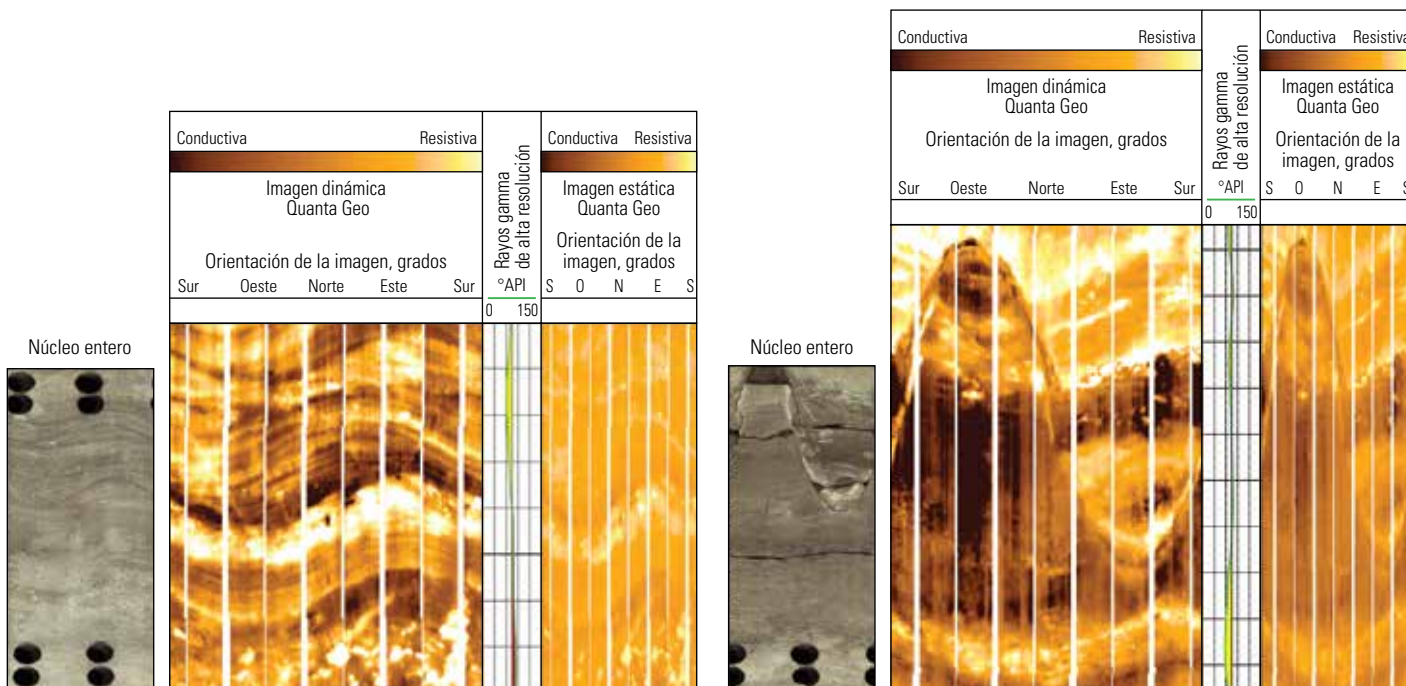 Núcleo entero
Conductiva Resistiva
Imagen dinámica
Quanta Geo
Orientación de la imagen, grados
Sur Oeste Norte Este Sur
Rayos gamma
de alta resolución
°API
0 150
Conductiva Resistiva
Imagen estática
Quanta Geo
Orientación de la
imagen, grados
S O N E S
Núcleo entero
Conductiva Resistiva
Imagen dinámica
Quanta Geo
Orientación de la imagen, grados
Sur Oeste Norte Este Sur
Rayos gamma
de alta resolución
°API
0 150
Conductiva Resistiva
Imagen estática
Quanta Geo
Orientación de la
imagen, grados
S O N E S